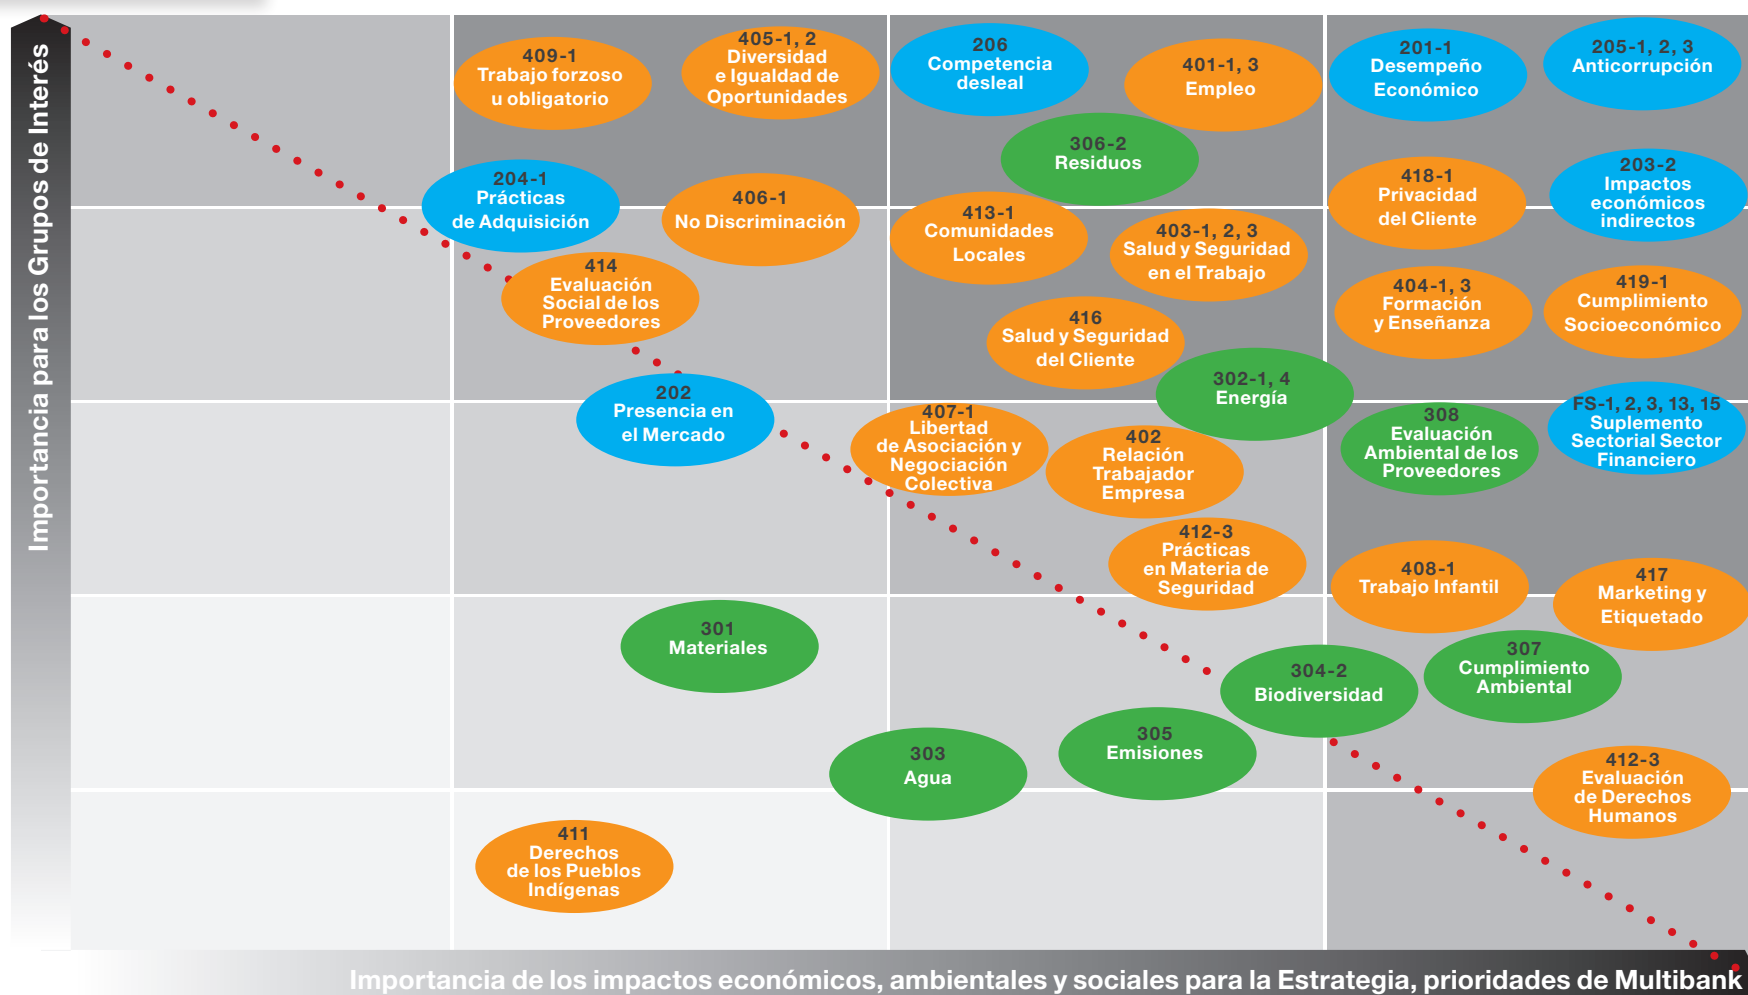 Importancia para los Grupos de Interés
409-1
Trabajo forzoso
u obligatorio
405-1, 2
Diversidad
e Igualdad de
Oportunidades
206
Competencia
desleal
401-1, 3
Empleo
201-1
Desempeño
Económico
205-1, 2, 3
Anticorrupción
306-2
Residuos
204-1
Prácticas
de Adquisición
406-1
No Discriminación
413-1
Comunidades
Locales
403-1, 2, 3
Salud y Seguridad
en el Trabajo
418-1
Privacidad
del Cliente
203-2
Impactos
económicos
indirectos
414
Evaluación
Social de los
Proveedores
416
Salud y Seguridad
del Cliente
404-1, 3
Formación
y Enseñanza
419-1
Cumplimiento
Socioeconómico
302-1, 4
Energía
202
Presencia en
el Mercado
407-1
Libertad
de Asociación y
Negociación
Colectiva
402
Relación
Trabajador
Empresa
308
Evaluación
Ambiental de los
Proveedores
FS-1, 2, 3, 13, 15
Suplemento
Sectorial Sector
Financiero
412-3
Prácticas
en Materia de
Seguridad
408-1
Trabajo Infantil
417
Marketing y
Etiquetado
301
Materiales
304-2
Biodiversidad
307
Cumplimiento
Ambiental
303
Agua
305
Emisiones
412-3
Evaluación
de Derechos
Humanos
411
Derechos
de los Pueblos
Indígenas
Importancia de los impactos económicos, ambientales y sociales para la Estrategia, prioridades de Multibank